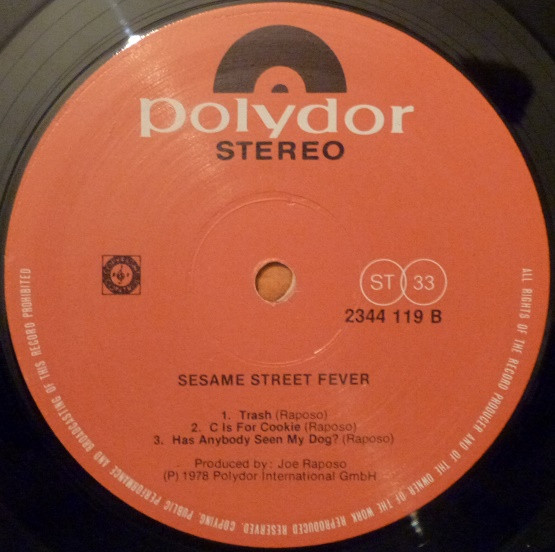 polydor
STEREO
ST 33
2344 119 B
SESAME STREET FEVER
1. Trash (Raposo)
2. C Is For Cookie (Raposo)
3. Has Anybody Seen My Dog? (Raposo)
Produced by: Joe Raposo
(P) 1978 Polydor International GmbH
ALL RIGHTS OF THE RECORD PRODUCER AND OF THE OWNER OF THE WORK REPRODUCED RESERVED. COPYING, PUBLIC PERFORMANCE AND BROADCASTING OF THIS RECORD PROHIBITED